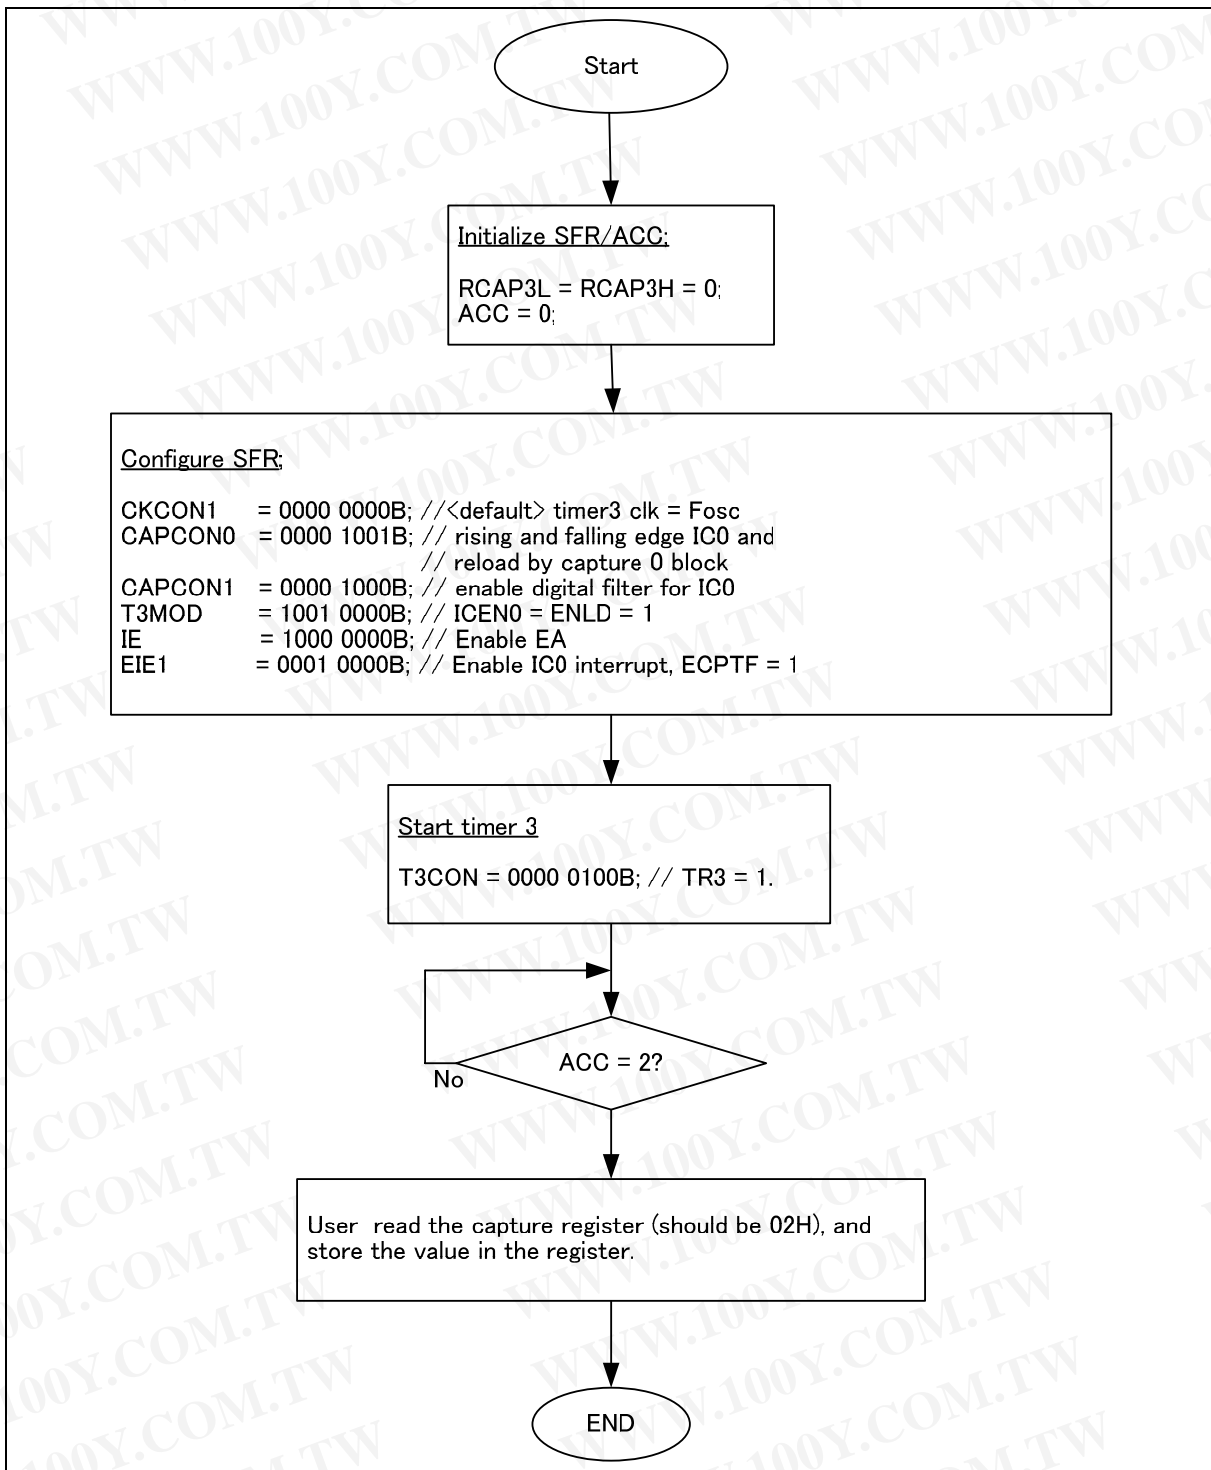 Start
Initialize SFR/ACC;
RCAP3L = RCAP3H = 0;
ACC = 0;
Configure SFR;
CKCON1 = 0000 0000B; //<default> timer3 clk = Fosc
CAPCON0 = 0000 1001B; // rising and falling edge IC0 and
// reload by capture 0 block
CAPCON1 = 0000 1000B; // enable digital filter for IC0
T3MOD = 1001 0000B; // ICEN0 = ENLD = 1
IE = 1000 0000B; // Enable EA
EIE1 = 0001 0000B; // Enable IC0 interrupt, ECPTF = 1
Start timer 3
T3CON = 0000 0100B; // TR3 = 1.
ACC = 2?
No
User read the capture register (should be 02H), and
store the value in the register.
END
WWW.100Y.COM.TW